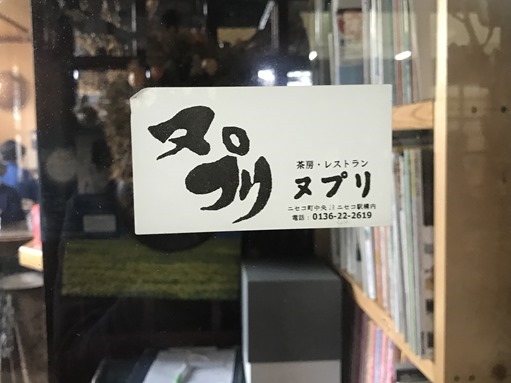 ヌプリ
茶房・レストラン
ヌプリ
ニセコ町中央 JR ニセコ駅構内
電話：0136-22-2619